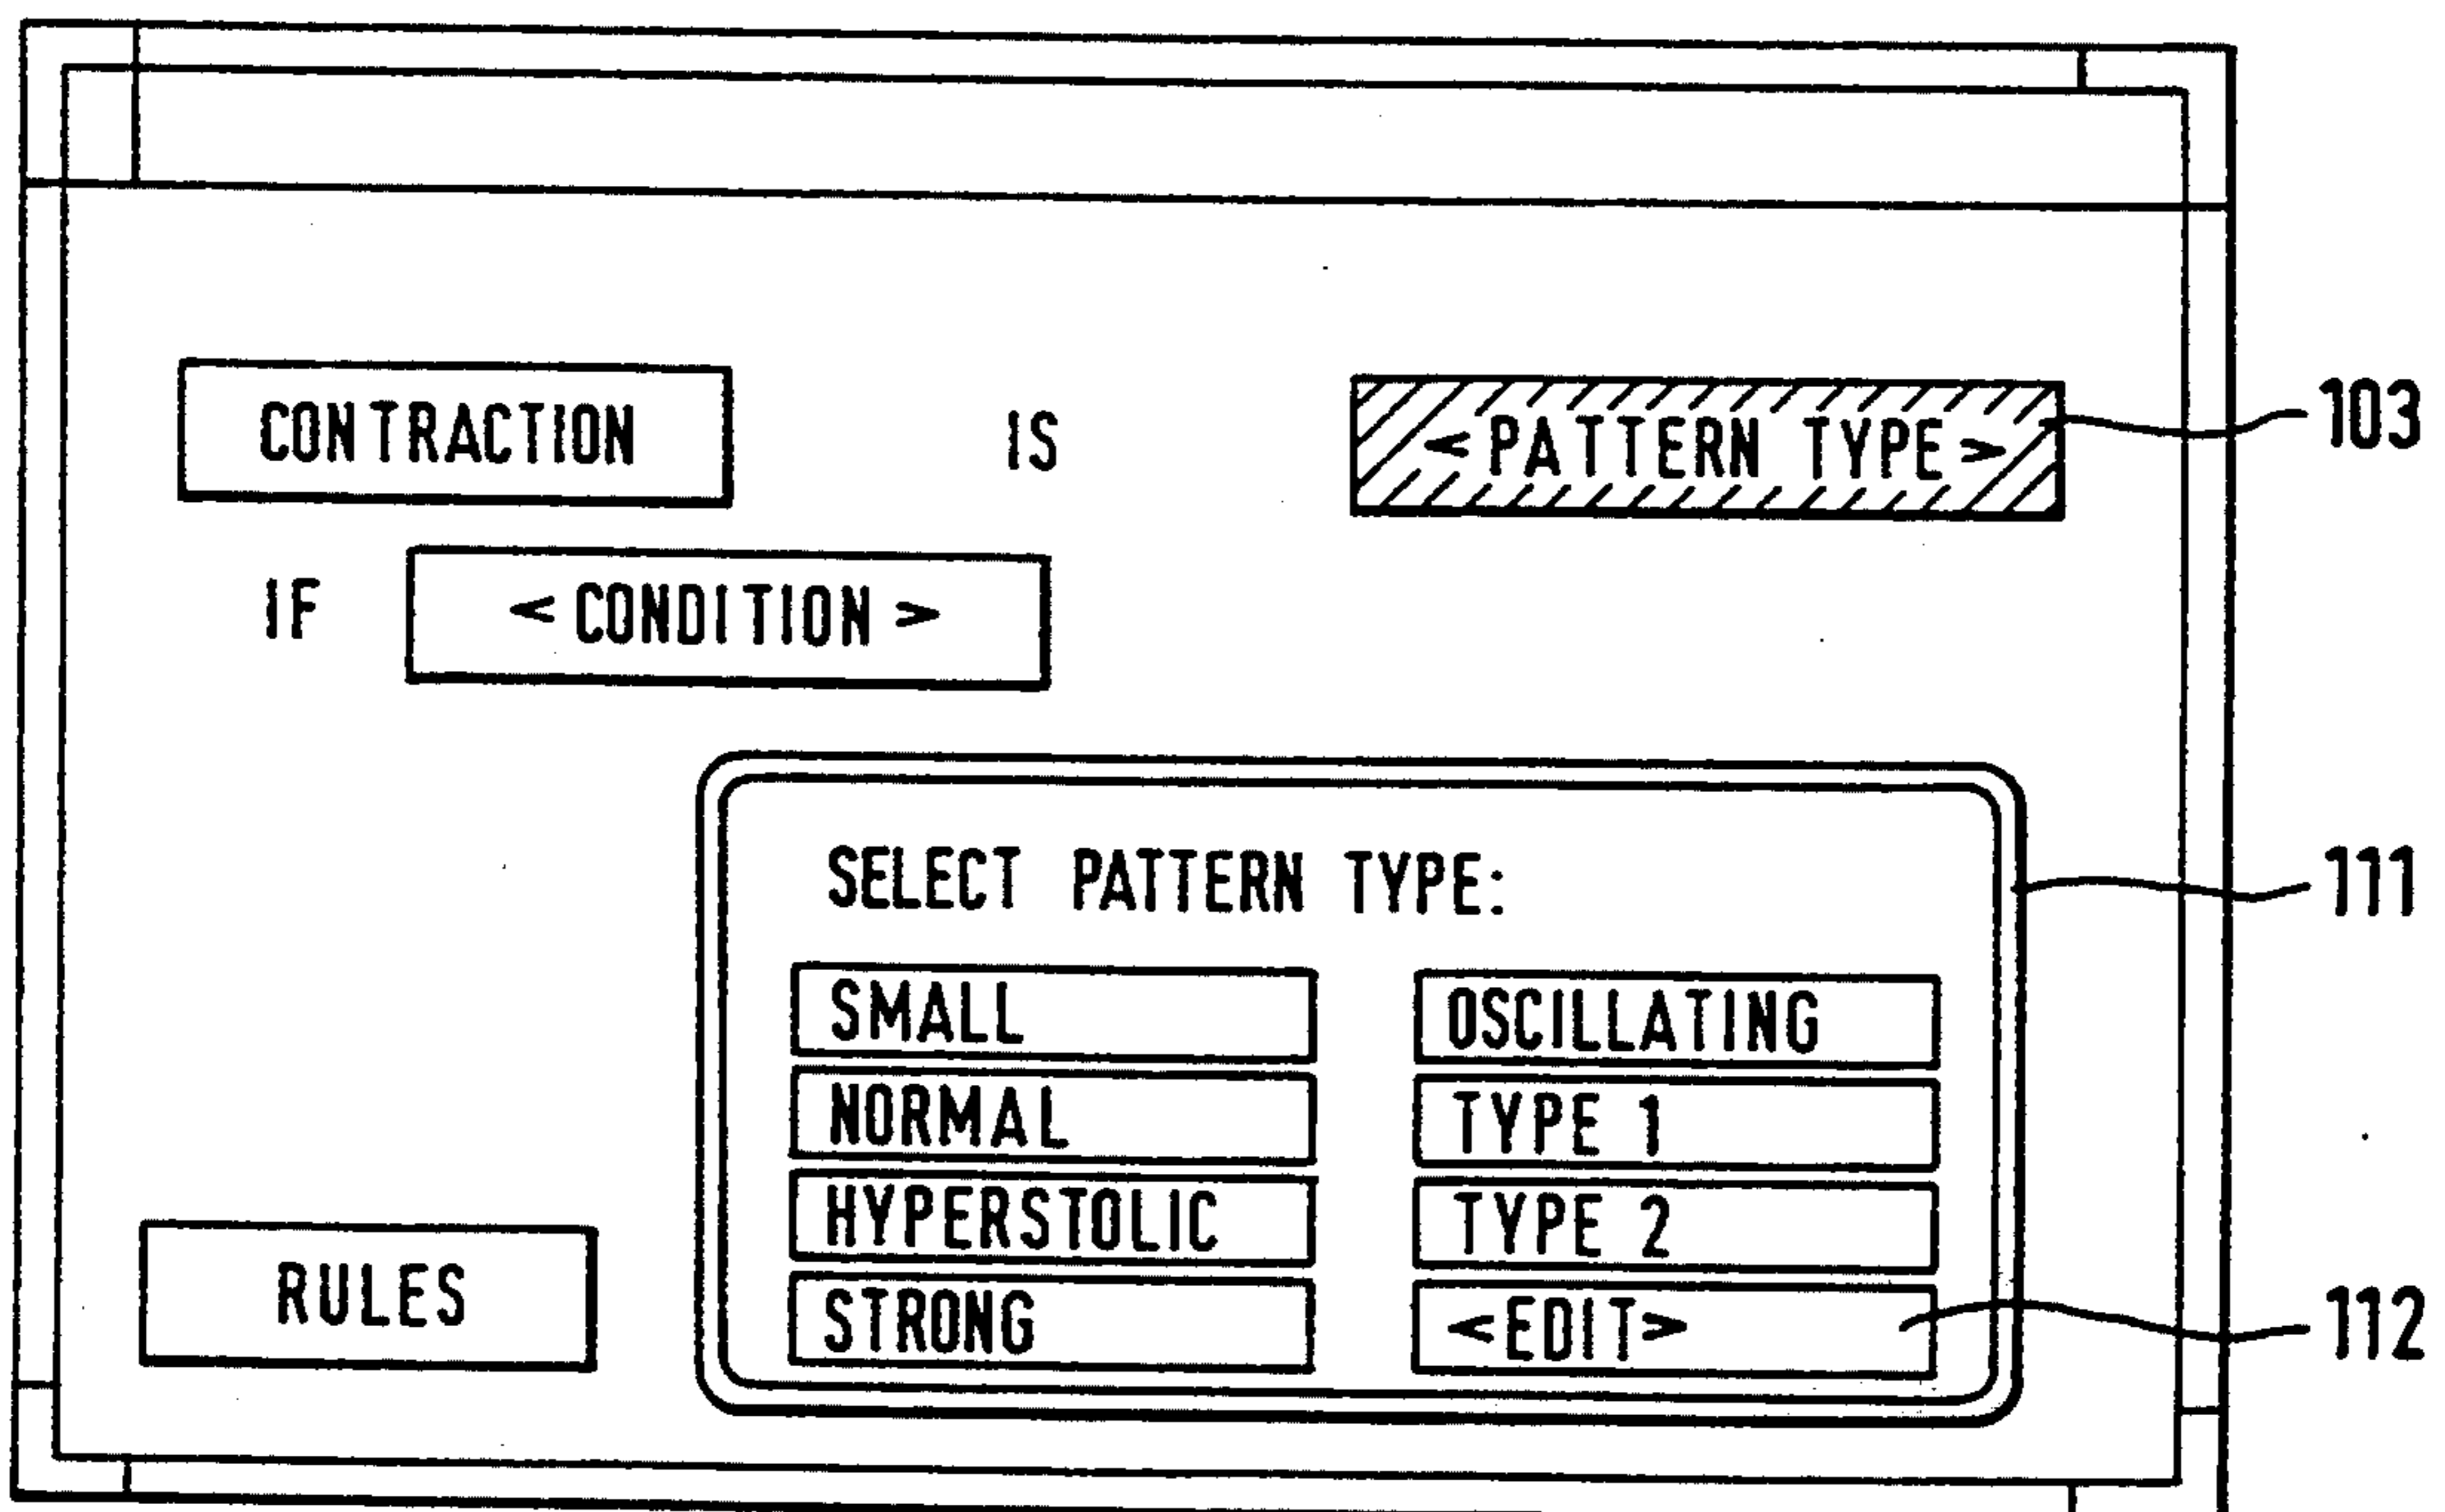 CONTRACTION IS <PATTERN TYPE> 103
IF <CONDITION>
SELECT PATTERN TYPE: 111
SMALL OSCILLATING
NORMAL TYPE 1
HYPERSTOLIC TYPE 2
RULES STRONG <EDIT> 112